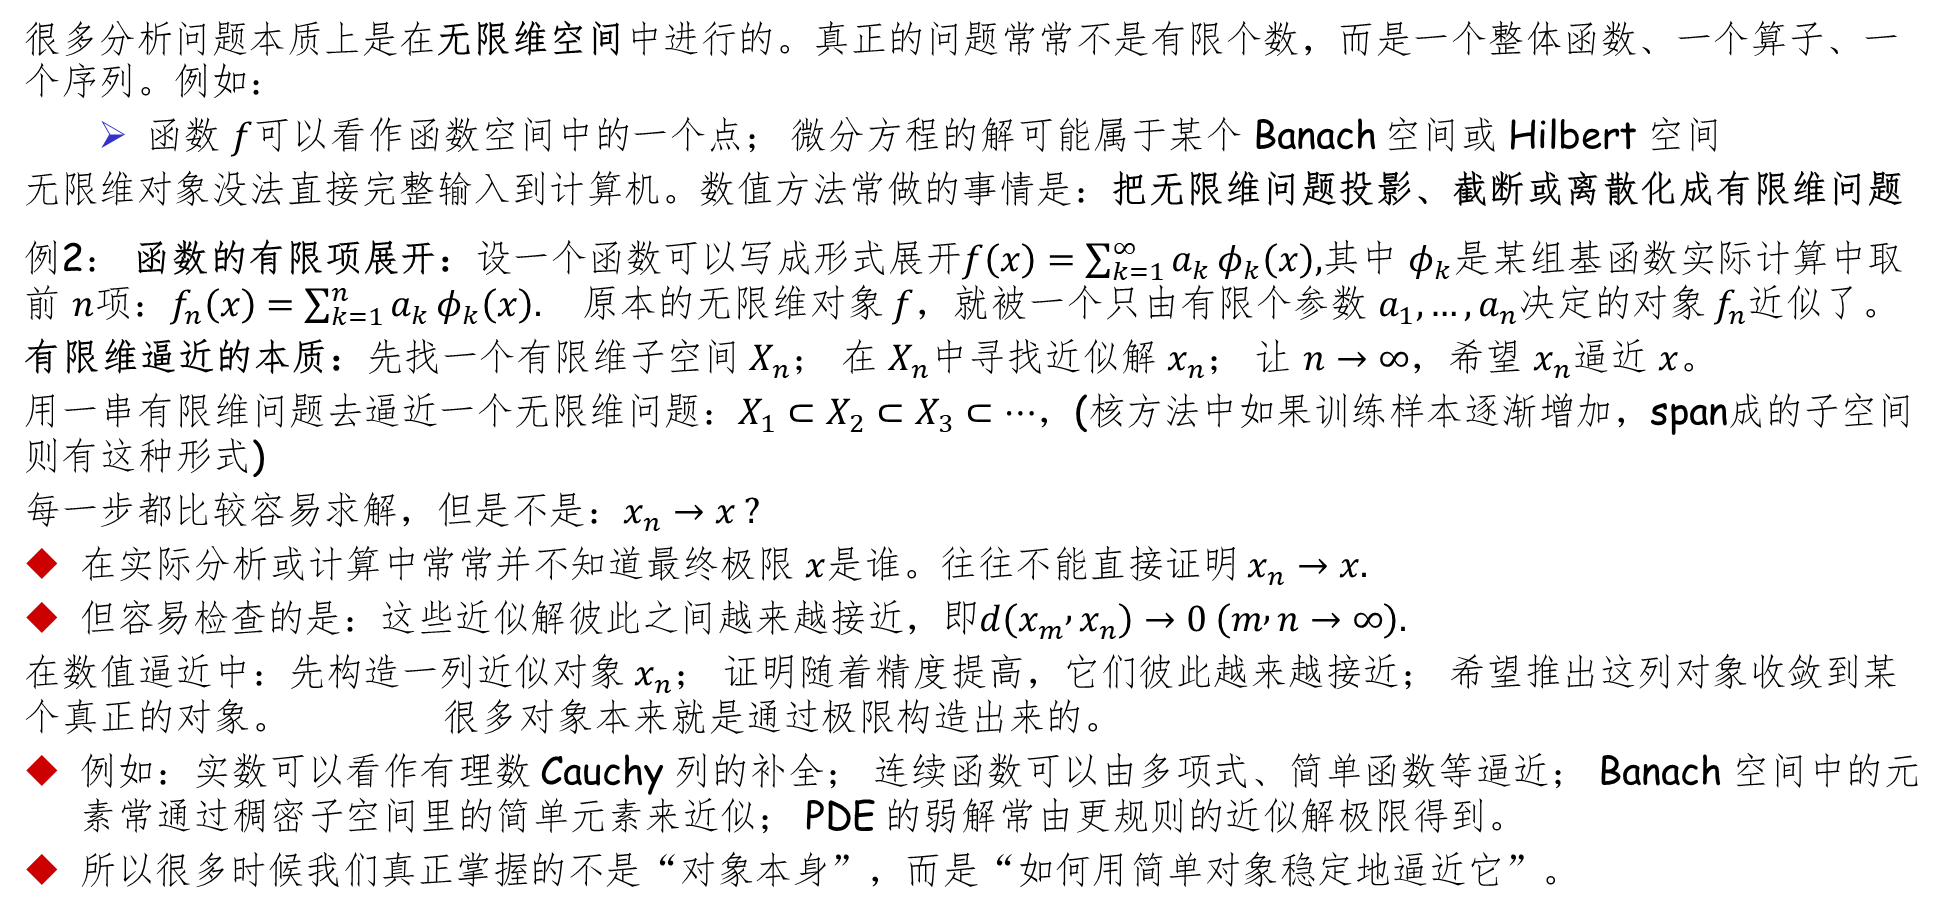 很多分析问题本质上是在无限维空间中进行的。真正的问题常常不是有限个数，而是一个整体函数、一个算子、一
个序列。例如：
➢ 函数 f可以看作函数空间中的一个点； 微分方程的解可能属于某个 Banach 空间或 Hilbert 空间
无限维对象没法直接完整输入到计算机。数值方法常做的事情是：把无限维问题投影、截断或离散化成有限维问题
例2： 函数的有限项展开：设一个函数可以写成形式展开f(x) = ∑_{k=1}^{∞} a_k ϕ_k(x),其中 ϕ_k是某组基函数实际计算中取
前 n项：f_n(x) = ∑_{k=1}^{n} a_k ϕ_k(x). 原本的无限维对象 f，就被一个只由有限个参数 a_1, … , a_n决定的对象 f_n近似了。
有限维逼近的本质：先找一个有限维子空间 X_n； 在 X_n中寻找近似解 x_n； 让 n → ∞，希望 x_n逼近 x。
用一串有限维问题去逼近一个无限维问题：X_1 ⊂ X_2 ⊂ X_3 ⊂ ⋯，(核方法中如果训练样本逐渐增加，span成的子空间
则有这种形式)
每一步都比较容易求解，但是不是：x_n → x ?
◆ 在实际分析或计算中常常并不知道最终极限 x是谁。往往不能直接证明 x_n → x.
◆ 但容易检查的是：这些近似解彼此之间越来越接近，即d(x_m, x_n) → 0 (m, n → ∞).
在数值逼近中：先构造一列近似对象 x_n； 证明随着精度提高，它们彼此越来越接近； 希望推出这列对象收敛到某
个真正的对象。 很多对象本来就是通过极限构造出来的。
◆ 例如：实数可以看作有理数 Cauchy 列的补全； 连续函数可以由多项式、简单函数等逼近； Banach 空间中的元
素常通过稠密子空间里的简单元素来近似； PDE 的弱解常由更规则的近似解极限得到。
◆ 所以很多时候我们真正掌握的不是“对象本身”，而是“如何用简单对象稳定地逼近它”。